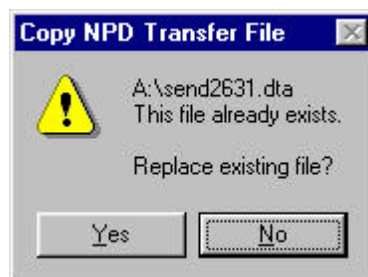 Copy NPD Transfer File
A:\send2631.dta
This file already exists.
Replace existing file?
Yes
No